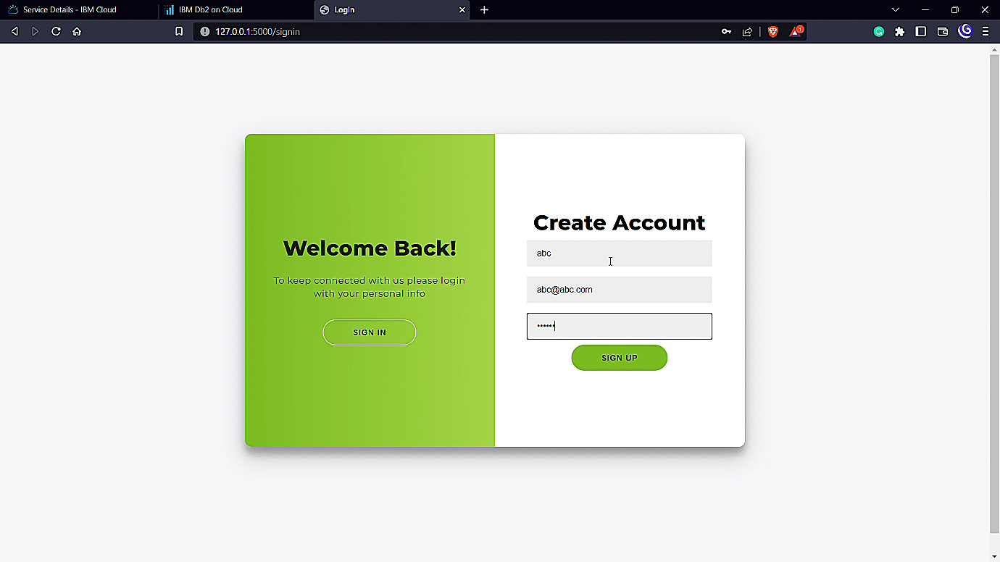 Service Details - IBM Cloud
IBM Db2 on Cloud
Login
127.0.0.1:5000/signin
1
Welcome Back!
To keep connected with us please login
with your personal info
SIGN IN
Create Account
abc
abc@abc.com
••••••
SIGN UP